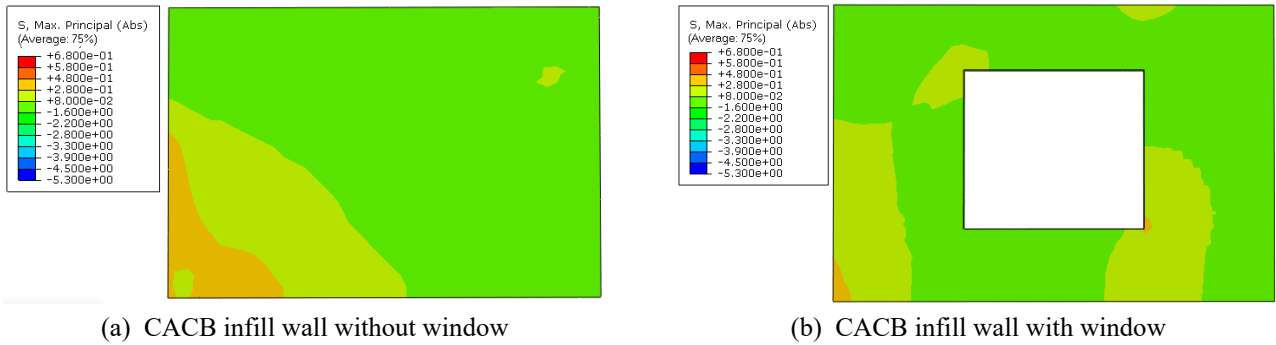 S, Max. Principal (Abs)
(Average: 75%)
+6.800e-01
+5.800e-01
+4.800e-01
+2.800e-01
+8.000e-02
-1.600e+00
-2.200e+00
-2.800e+00
-3.300e+00
-3.900e+00
-4.500e+00
-5.300e+00
S, Max. Principal (Abs)
(Average: 75%)
+6.800e-01
+5.800e-01
+4.800e-01
+2.800e-01
+8.000e-02
-1.600e+00
-2.200e+00
-2.800e+00
-3.300e+00
-3.900e+00
-4.500e+00
-5.300e+00
(a) CACB infill wall without window
(b) CACB infill wall with window